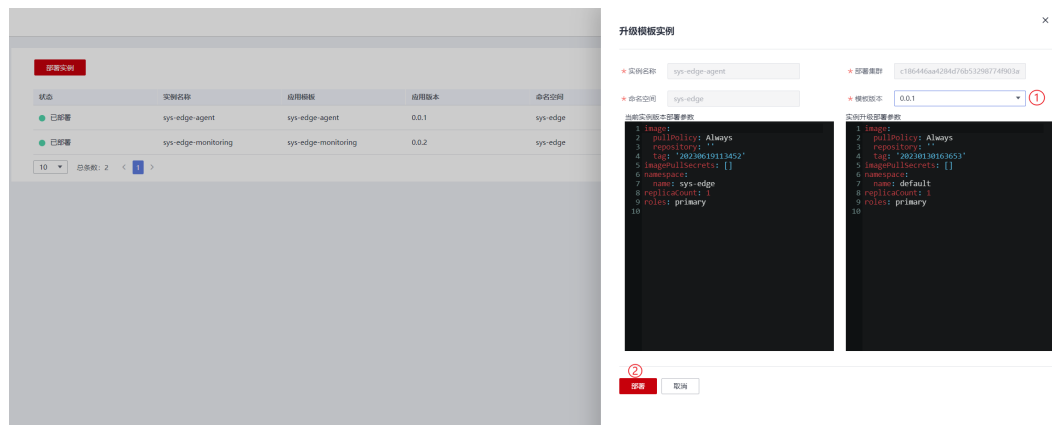 部署实例
状态 实例名称 应用模板 应用版本 命名空间
已部署 sys-edge-agent sys-edge-agent 0.0.1 sys-edge
已部署 sys-edge-monitoring sys-edge-monitoring 0.0.2 sys-edge
10 总条数: 2 < 1 >
×
升级模板实例
* 实例名称 sys-edge-agent * 部署集群 c186446aa4284d76b53298774f903a
* 命名空间 sys-edge * 模板版本 0.0.1 ①
当前实例版本部署参数
1 image:
2 pullPolicy: Always
3 repository: ''
4 tag: '20230619113452'
5 imagePullSecrets: []
6 namespace:
7 name: sys-edge
8 replicaCount: 1
9 roles: primary
10
实例升级部署参数
1 image:
2 pullPolicy: Always
3 repository: ''
4 tag: '20230130163653'
5 imagePullSecrets: []
6 namespace:
7 name: default
8 replicaCount: 1
9 roles: primary
10
②
部署 取消